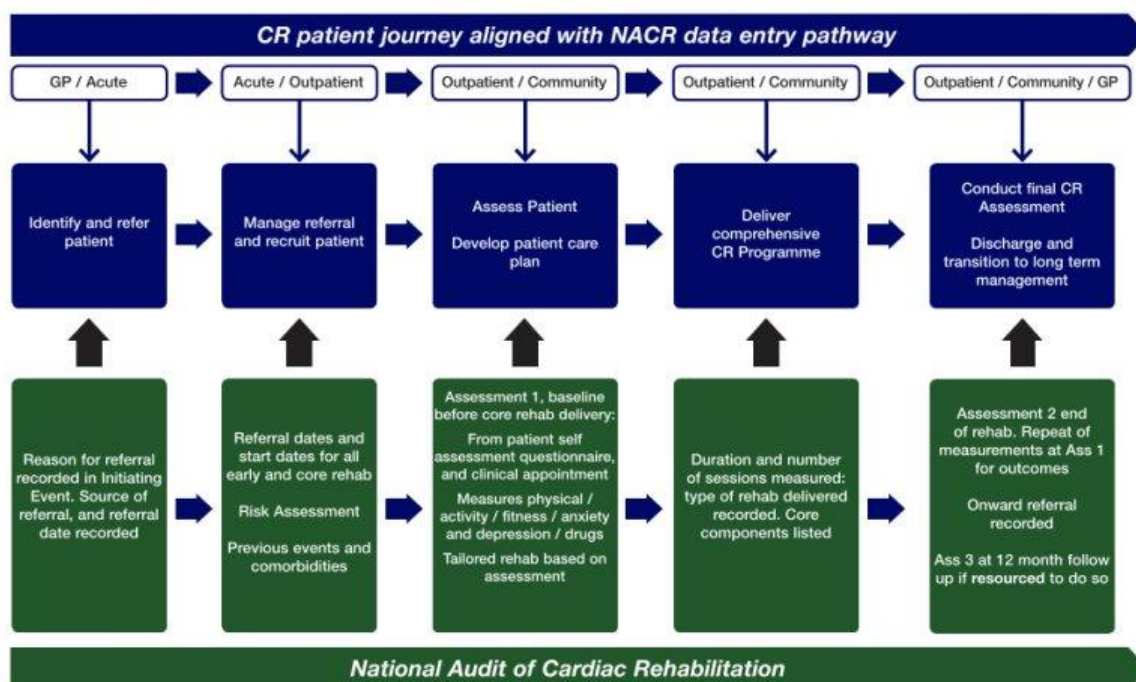 CR patient journey aligned with NACR data entry pathway
GP / Acute
Acute / Outpatient
Outpatient / Community
Outpatient / Community
Outpatient / Community / GP
Identify and refer
patient
Manage referral
and recruit patient
Assess Patient
Develop patient care
plan
Deliver
comprehensive
CR Programme
Conduct final CR
Assessment
Discharge and
transition to long term
management
Reason for referral
recorded in Initiating
Event. Source of
referral, and referral
date recorded
Referral dates and
start dates for all
early and core rehab
Risk Assessment
Previous events and
comorbidities
Assessment 1, baseline
before core rehab delivery:
From patient self
assessment questionnaire,
and clinical appointment
Measures physical /
activity / fitness / anxiety
and depression / drugs
Tailored rehab based on
assessment
Duration and number
of sessions measured:
type of rehab delivered
recorded. Core
components listed
Assessment 2 end
of rehab. Repeat of
measurements at Ass 1
for outcomes
Onward referral
recorded
Ass 3 at 12 month follow
up if resourced to do so
National Audit of Cardiac Rehabilitation